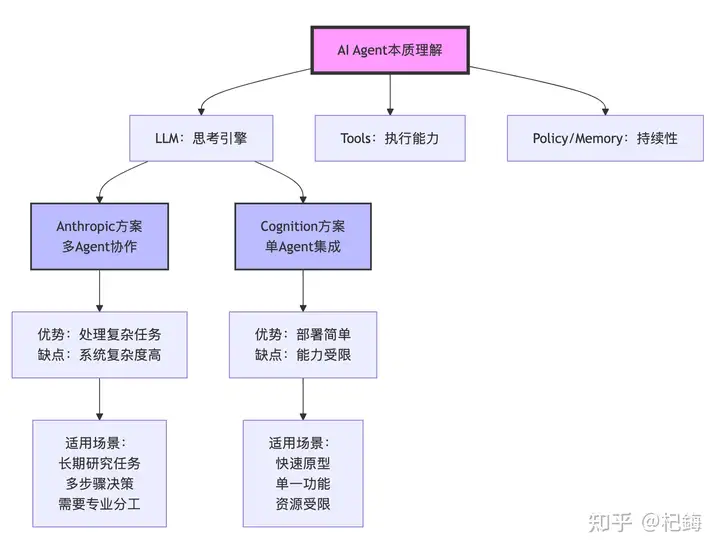 AI Agent本质理解
LLM：思考引擎
Tools：执行能力
Policy/Memory：持续性
Anthropic方案
多Agent协作
Cognition方案
单Agent集成
优势：处理复杂任务
缺点：系统复杂度高
优势：部署简单
缺点：能力受限
适用场景：
长期研究任务
多步骤决策
需要专业分工
适用场景：
快速原型
单一功能
资源受限
知乎 @杞鋂